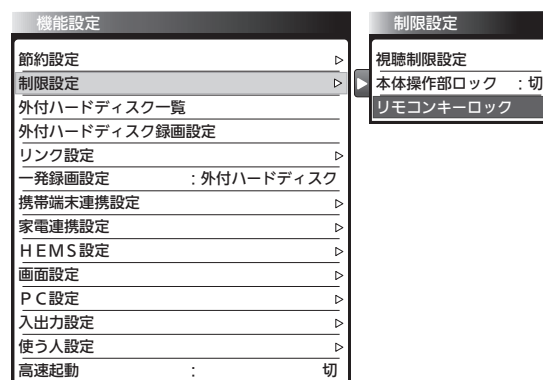 機能設定
節約設定
制限設定
外付ハードディスク一覧
外付ハードディスク録画設定
リンク設定
一発録画設定 :外付ハードディスク
携帯端末連携設定
家電連携設定
HEMS設定
画面設定
PC設定
入出力設定
使う人設定
高速起動 : 切
制限設定
視聴制限設定
本体操作部ロック :切
リモコンキーロック